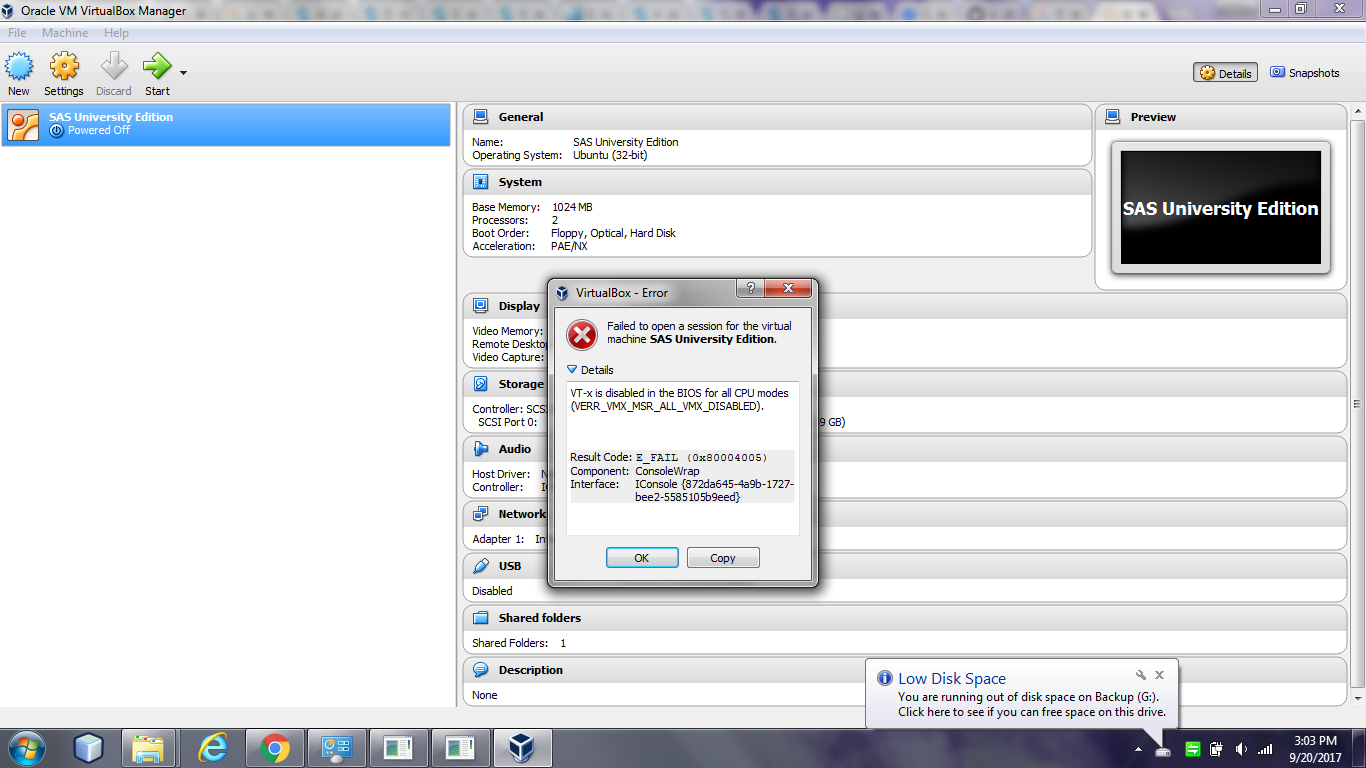 Oracle VM VirtualBox Manager
File Machine Help
New Settings Discard Start
Details Snapshots
SAS University Edition
Powered Off
General
Name: SAS University Edition
Operating System: Ubuntu (32-bit)
System
Base Memory: 1024 MB
Processors: 2
Boot Order: Floppy, Optical, Hard Disk
Acceleration: PAE/NX
Preview
SAS University Edition
Display
Video Memory:
Remote Deskto
Video Capture:
Storage
Controller: SCSI
SCSI Port 0: 9 GB)
Audio
Host Driver: N
Controller: IC
Network
Adapter 1: Int
USB
Disabled
Shared folders
Shared Folders: 1
Description
None
VirtualBox - Error
Failed to open a session for the virtual
machine SAS University Edition.
Details
VT-x is disabled in the BIOS for all CPU modes
(VERR_VMX_MSR_ALL_VMX_DISABLED).
Result Code: E_FAIL (0x80004005)
Component: ConsoleWrap
Interface: IConsole {872da645-4a9b-1727-
bee2-5585105b9eed}
OK Copy
Low Disk Space
You are running out of disk space on Backup (G:).
Click here to see if you can free space on this drive.
3:03 PM
9/20/2017